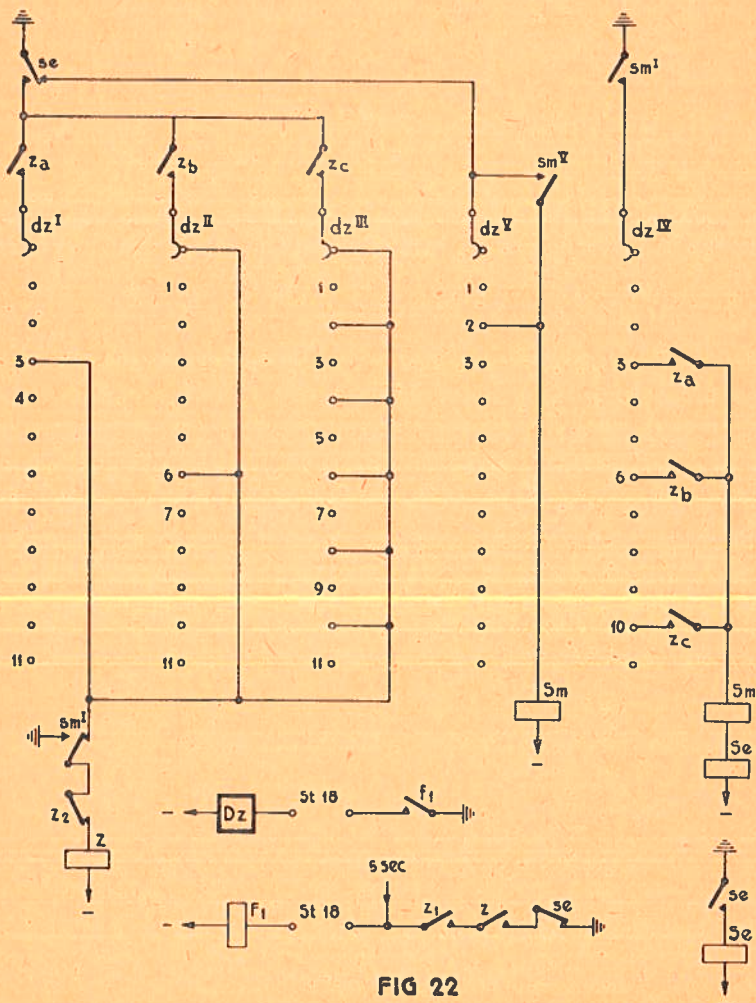 se
sm^I
za
zb
zc
sm^V
dz^I
dz^II
dz^III
dz^V
dz^IV
1
1
1
2
3
3
3
3
za
4
5
6
6
zb
7
7
9
10
zc
11
11
11
Sm
Sm
sm^I
Se
f1
Dz
St 18
z2
Z
5 SEC
se
F1
St 18
z1
z
se
Se
FIG 22